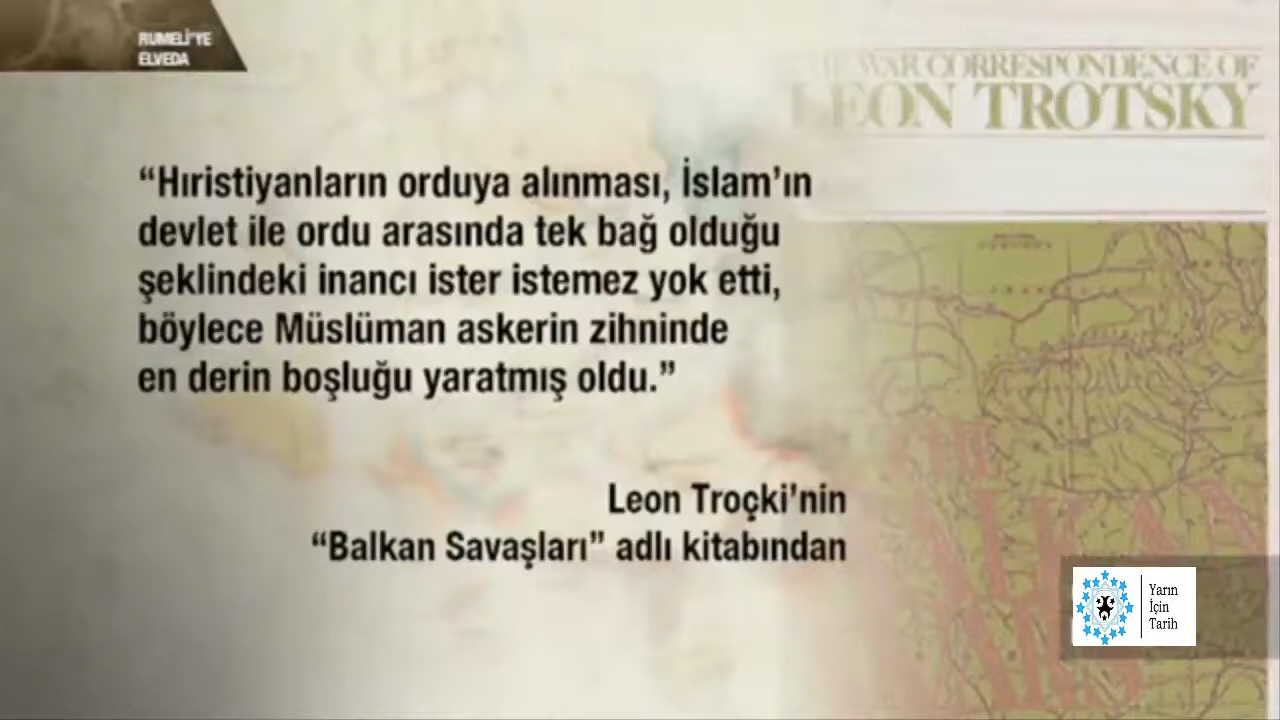 RUMELİ'YE
ELVEDA
THE WAR CORRESPONDENCE OF
LEON TROTSKY
“Hıristiyanların orduya alınması, İslam’ın
devlet ile ordu arasında tek bağ olduğu
şeklindeki inancı ister istemez yok etti,
böylece Müslüman askerin zihninde
en derin boşluğu yaratmış oldu.”
Leon Troçki’nin
“Balkan Savaşları” adlı kitabından
Yarın
İçin
Tarih